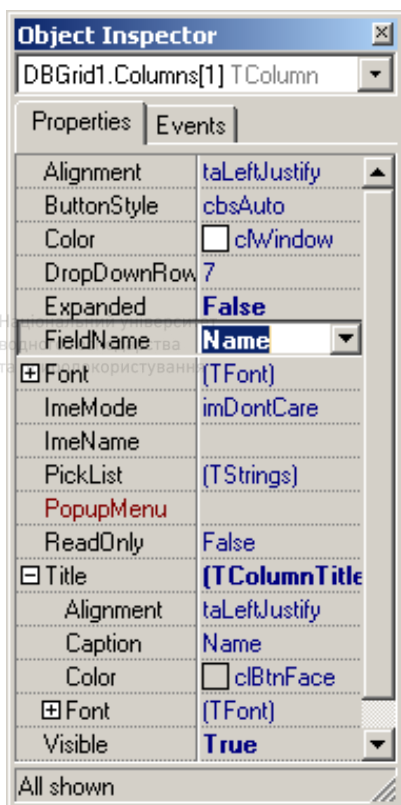 Object Inspector
DBGrid1.Columns[1] TColumn
Properties Events
Alignment taLeftJustify
ButtonStyle cbsAuto
Color clWindow
DropDownRow 7
Expanded False
FieldName Name
Font (TFont)
ImeMode imDontCare
ImeName
PickList (TStrings)
PopupMenu
ReadOnly False
Title (TColumnTitle
Alignment taLeftJustify
Caption Name
Color clBtnFace
Font (TFont)
Visible True
All shown